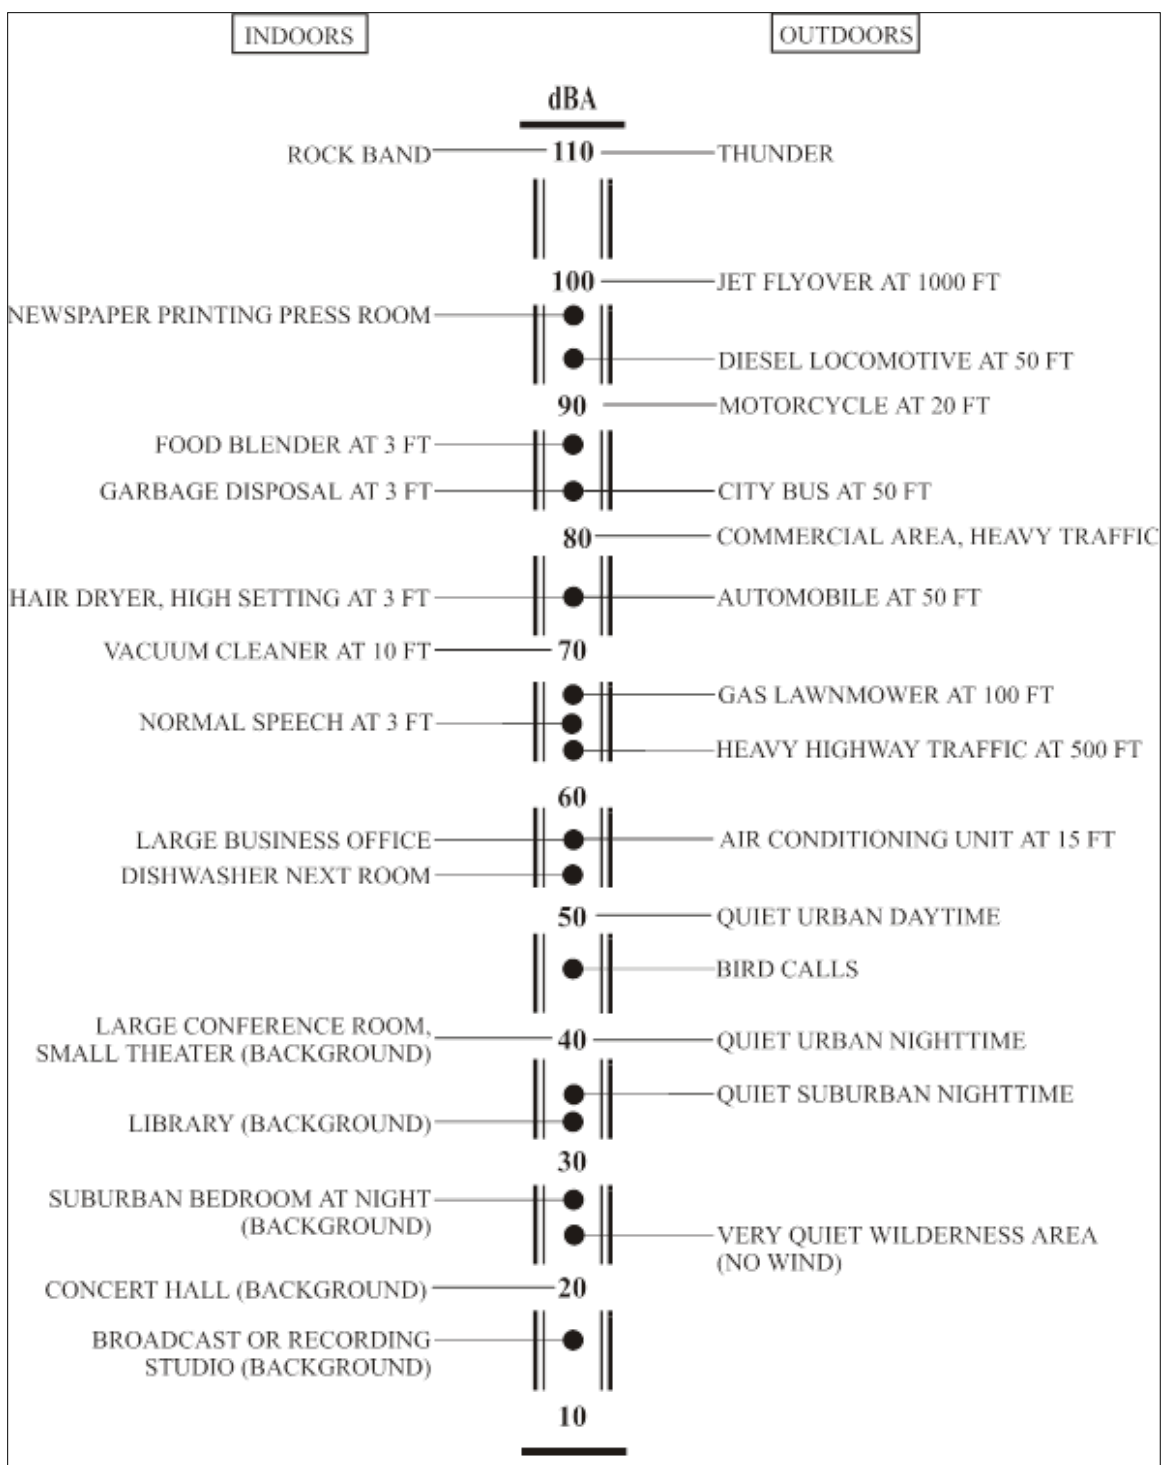 INDOORS
OUTDOORS
dBA
ROCK BAND 110 THUNDER
100 JET FLYOVER AT 1000 FT
NEWSPAPER PRINTING PRESS ROOM
DIESEL LOCOMOTIVE AT 50 FT
90 MOTORCYCLE AT 20 FT
FOOD BLENDER AT 3 FT
GARBAGE DISPOSAL AT 3 FT CITY BUS AT 50 FT
80 COMMERCIAL AREA, HEAVY TRAFFIC
HAIR DRYER, HIGH SETTING AT 3 FT AUTOMOBILE AT 50 FT
VACUUM CLEANER AT 10 FT 70
GAS LAWNMOWER AT 100 FT
NORMAL SPEECH AT 3 FT
HEAVY HIGHWAY TRAFFIC AT 500 FT
60
LARGE BUSINESS OFFICE AIR CONDITIONING UNIT AT 15 FT
DISHWASHER NEXT ROOM
50 QUIET URBAN DAYTIME
BIRD CALLS
LARGE CONFERENCE ROOM,
SMALL THEATER (BACKGROUND) 40 QUIET URBAN NIGHTTIME
QUIET SUBURBAN NIGHTTIME
LIBRARY (BACKGROUND)
30
SUBURBAN BEDROOM AT NIGHT
(BACKGROUND)
VERY QUIET WILDERNESS AREA
(NO WIND)
CONCERT HALL (BACKGROUND) 20
BROADCAST OR RECORDING
STUDIO (BACKGROUND)
10